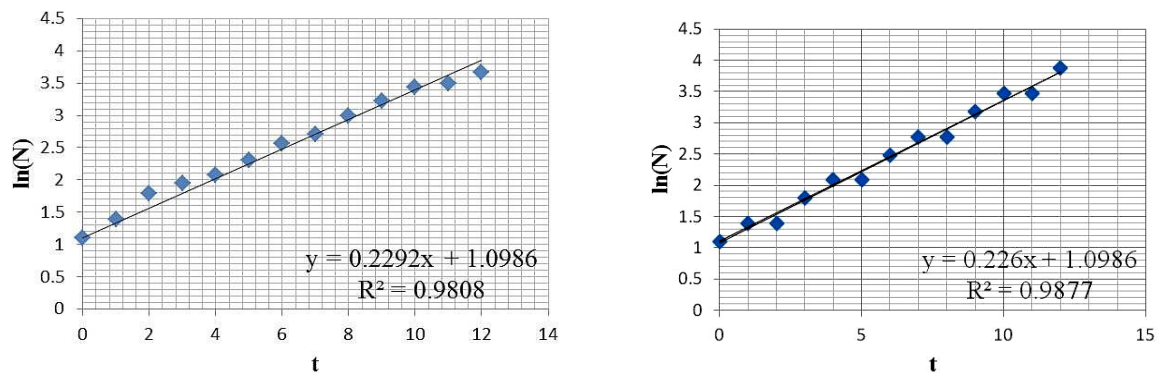 4.5
4
3.5
3
2.5
2
1.5
1
0.5
0
ln(N)
y = 0.2292x + 1.0986
R² = 0.9808
0 2 4 6 8 10 12 14
t
4.5
4
3.5
3
2.5
2
1.5
1
0.5
0
ln(N)
y = 0.226x + 1.0986
R² = 0.9877
0 5 10 15
t